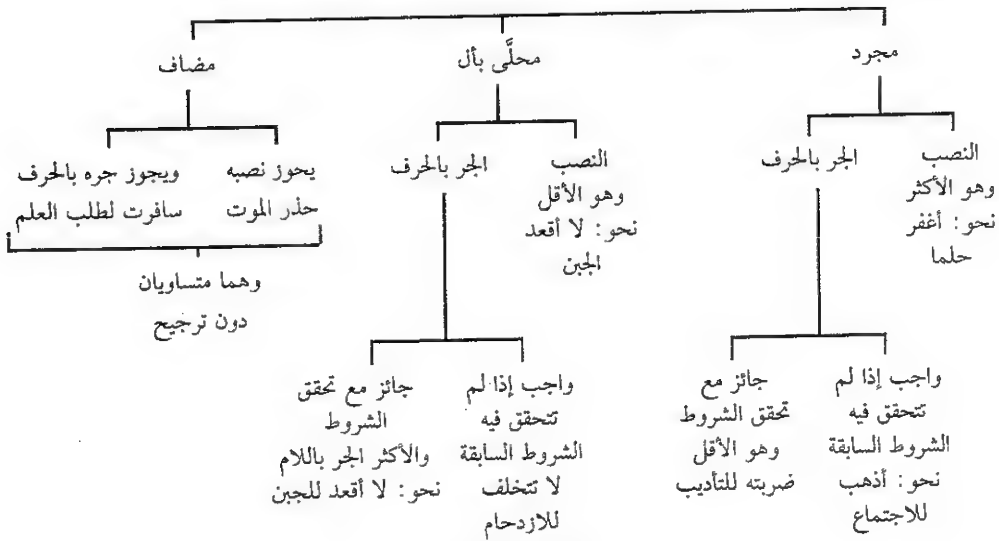 مجرد
محلَّى بأل
مضاف
النصب
وهو الأكثر
نحو : أغفر
حلما
الجر بالحرف
النصب
وهو الأقل
نحو : لا أقعد
الجبن
الجر بالحرف
يحوز نصبه
حذر الموت
ويجوز جره بالحرف
سافرت لطلب العلم
وهما متساويان
دون ترجيح
واجب إذا لم
تتحقق فيه
الشروط السابقة
نحو : أذهب
للاجتماع
جائز مع
تحقق الشروط
وهو الأقل
ضربته للتأديب
واجب إذا لم
تتحقق فيه
الشروط السابقة
لا تتخلف
للازدحام
جائز مع تحقق
الشروط
والأكثر الجر باللام
نحو : لا أقعد للجبن